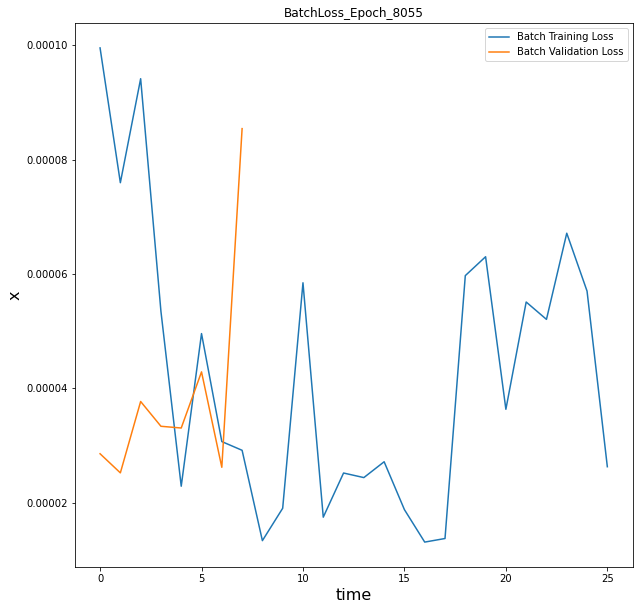 BatchLoss_Epoch_8055
Batch Training Loss
Batch Validation Loss
0.00010
0.00008
0.00006
0.00004
0.00002
x
0 5 10 15 20 25
time